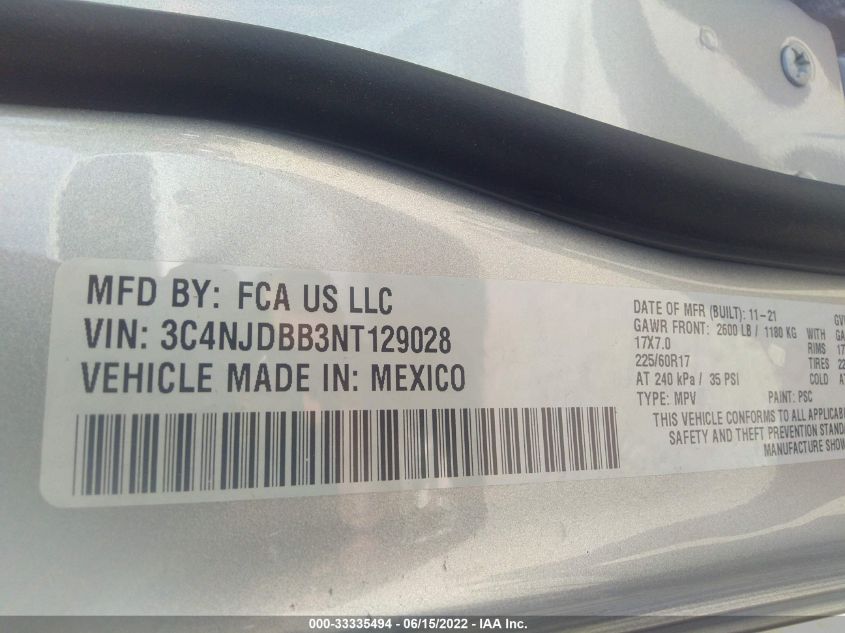 MFD BY: FCA US LLC
VIN: 3C4NJDBB3NT129028
VEHICLE MADE IN: MEXICO
DATE OF MFR (BUILT): 11-21
GAWR FRONT: 2600 LB / 1180 KG WITH
17X7.0 RIMS
225/60R17 TIRES
AT 240 kPa / 35 PSI COLD
TYPE: MPV PAINT: PSC
THIS VEHICLE CONFORMS TO ALL
SAFETY AND THEFT PREVENTION
MANUFACTURE
000-33335494 - 06/15/2022 - IAA Inc.